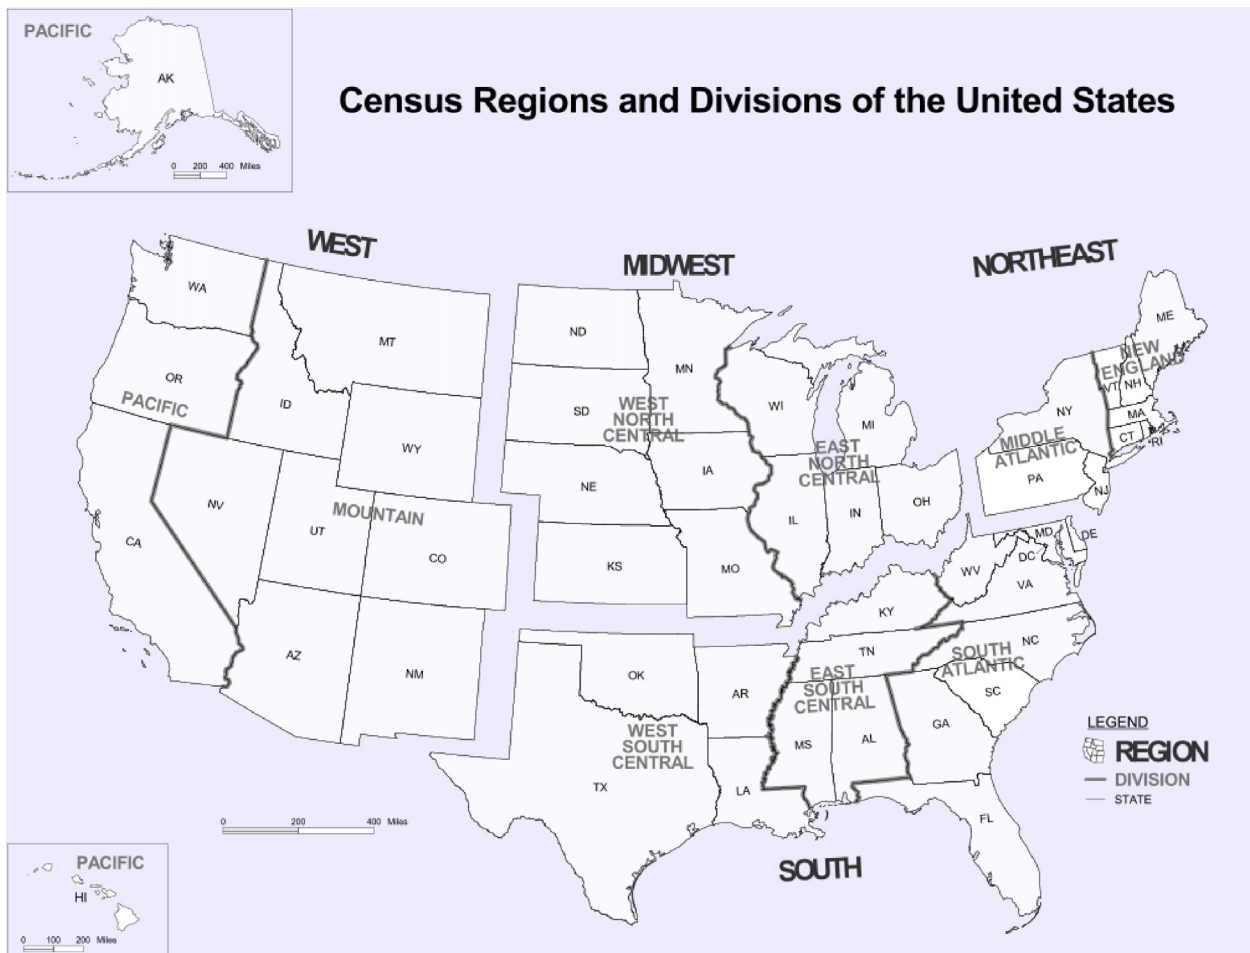 PACIFIC
AK
0 200 400 Miles
Census Regions and Divisions of the United States
WEST
MIDWEST
NORTHEAST
WA
MT
OR
ID
PACIFIC
WY
NV
UT
MOUNTAIN
CO
CA
AZ
NM
ND
MN
SD
WEST
NORTH
CENTRAL
IA
NE
KS
MO
WI
MI
EAST
NORTH
CENTRAL
IL
IN
OH
ME
NEW
ENGLAND
VT
NH
NY
MA
CT
RI
MIDDLE
ATLANTIC
PA
NJ
MD
DE
DC
WV
VA
KY
TN
NC
SOUTH
ATLANTIC
SC
EAST
SOUTH
CENTRAL
GA
MS
AL
OK
AR
WEST
SOUTH
CENTRAL
TX
LA
FL
SOUTH
LEGEND
REGION
DIVISION
STATE
0 200 400 Miles
PACIFIC
HI
0 100 200 Miles